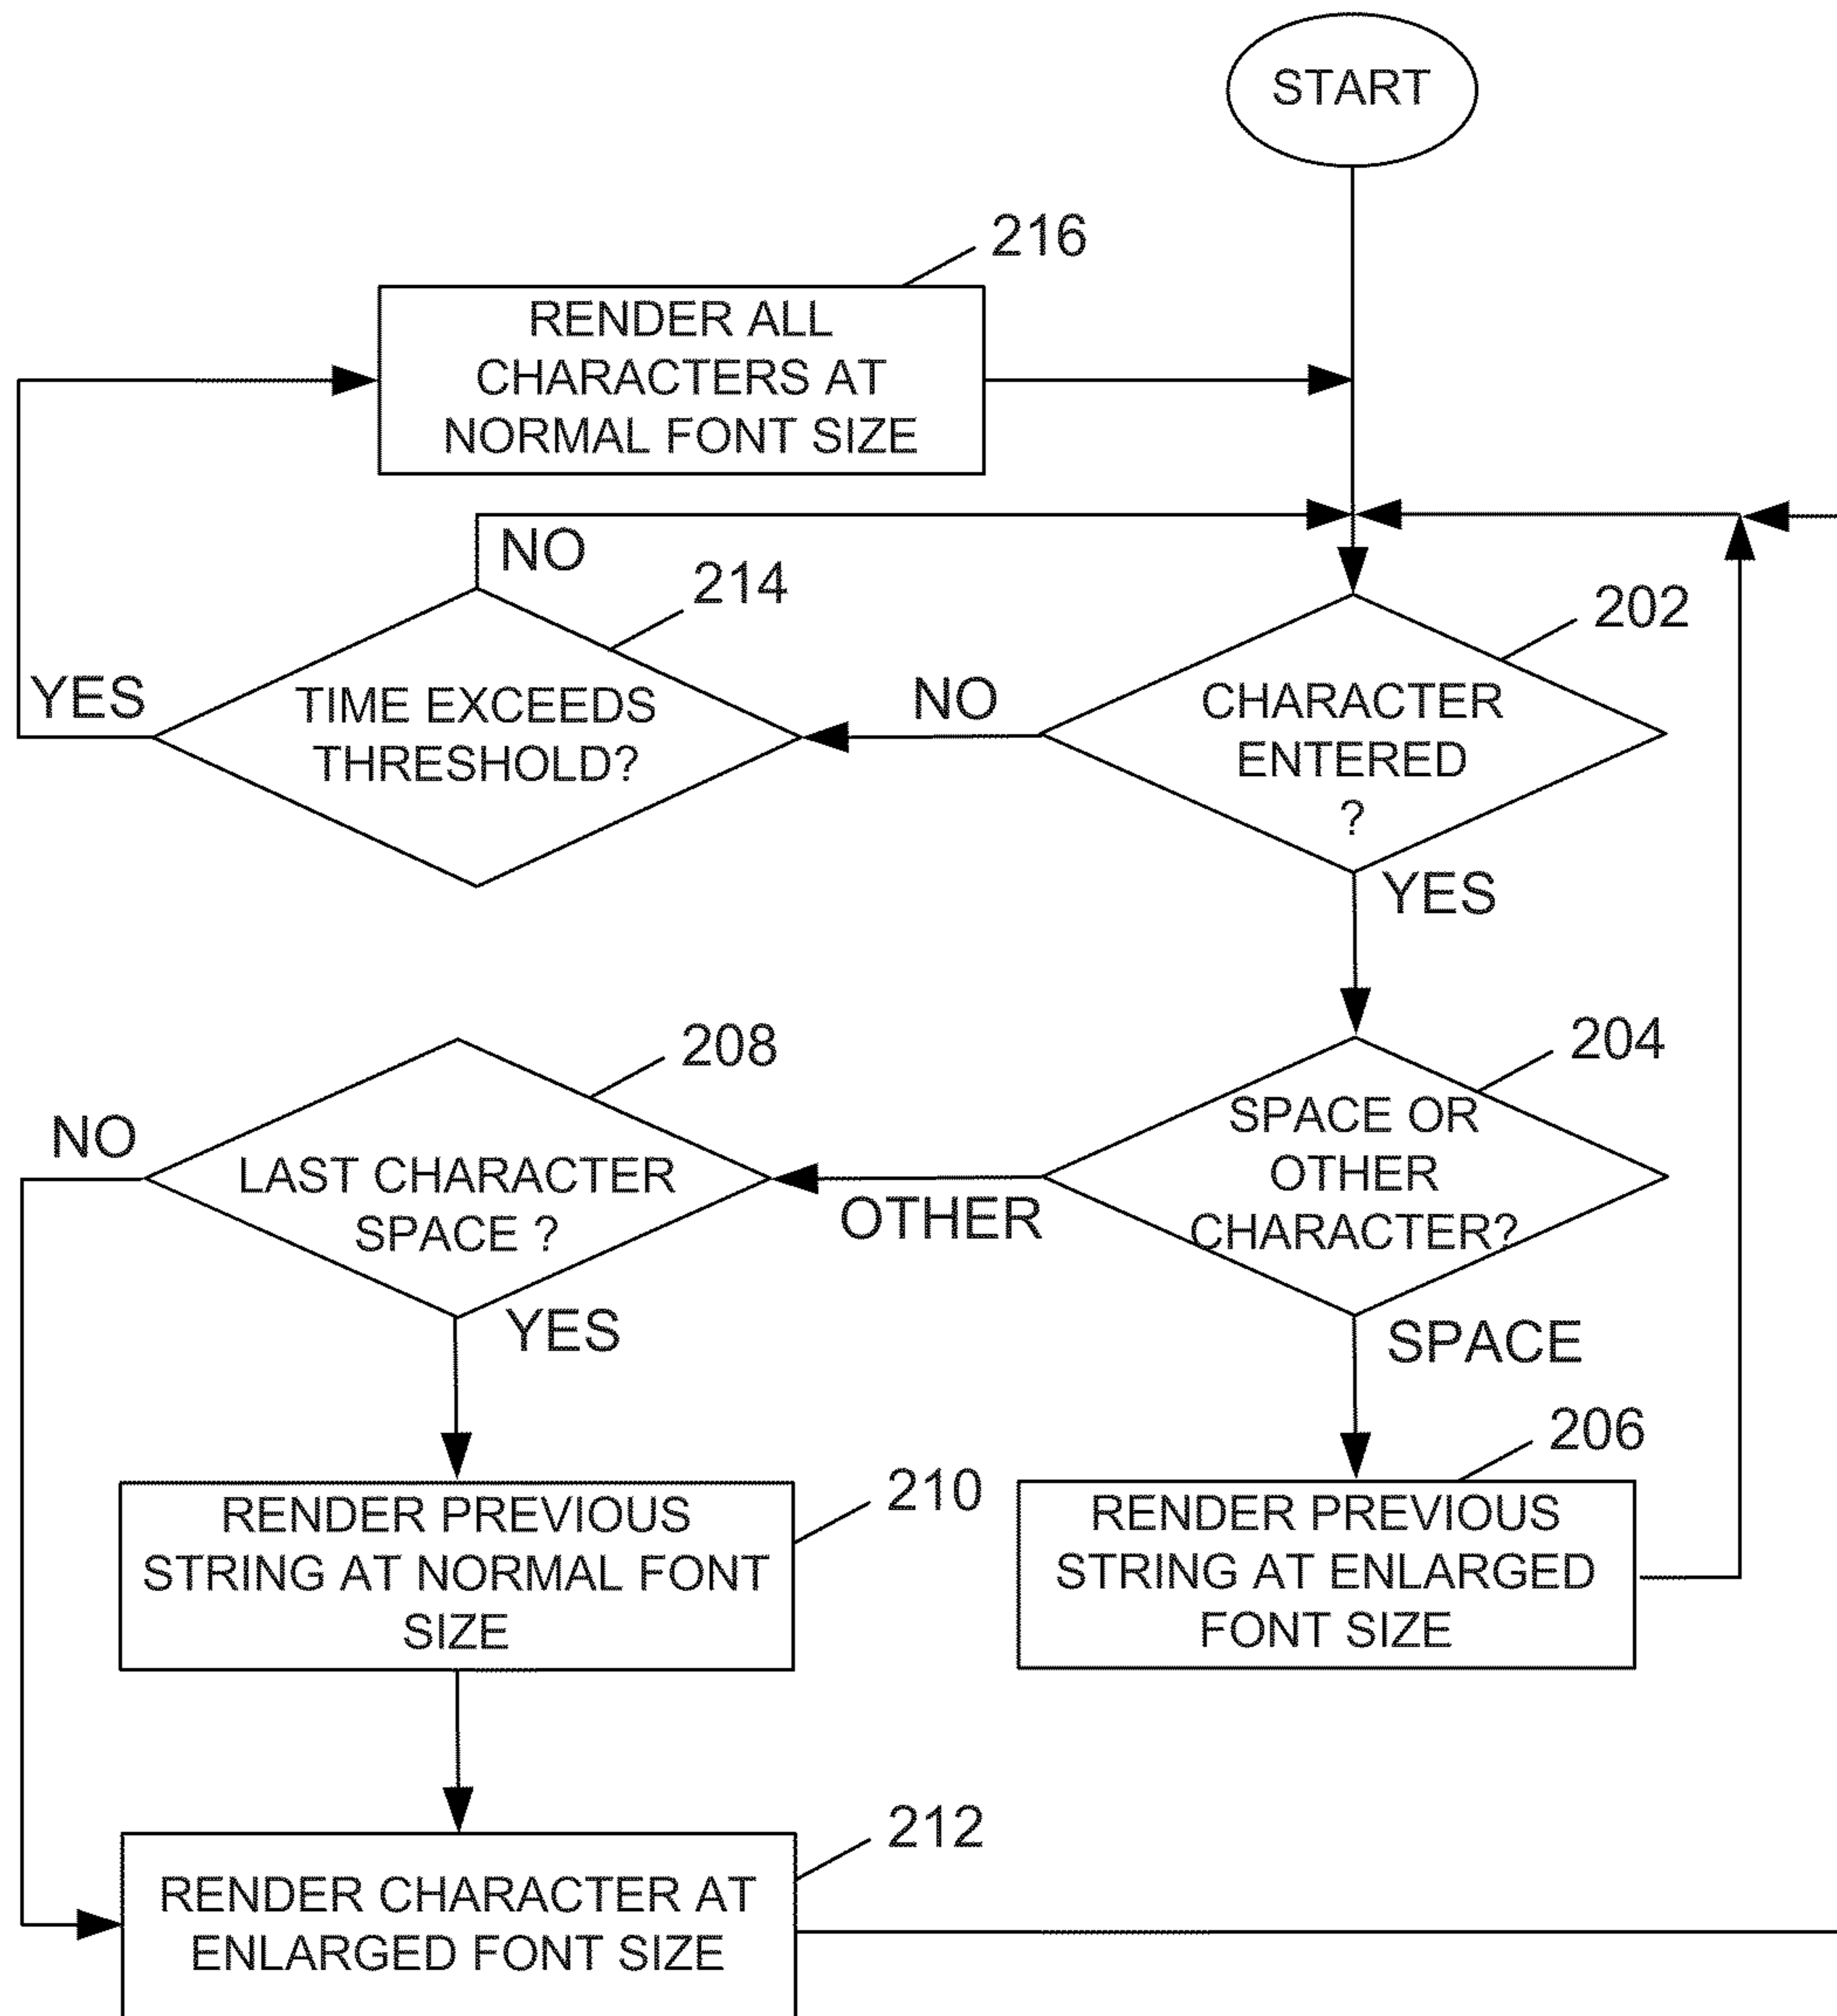 START
216
RENDER ALL
CHARACTERS AT
NORMAL FONT SIZE
NO
214
202
YES
TIME EXCEEDS
THRESHOLD?
NO
CHARACTER
ENTERED
?
YES
208
204
NO
LAST CHARACTER
SPACE ?
OTHER
SPACE OR
OTHER
CHARACTER?
YES
SPACE
210
206
RENDER PREVIOUS
STRING AT NORMAL FONT
SIZE
RENDER PREVIOUS
STRING AT ENLARGED
FONT SIZE
212
RENDER CHARACTER AT
ENLARGED FONT SIZE